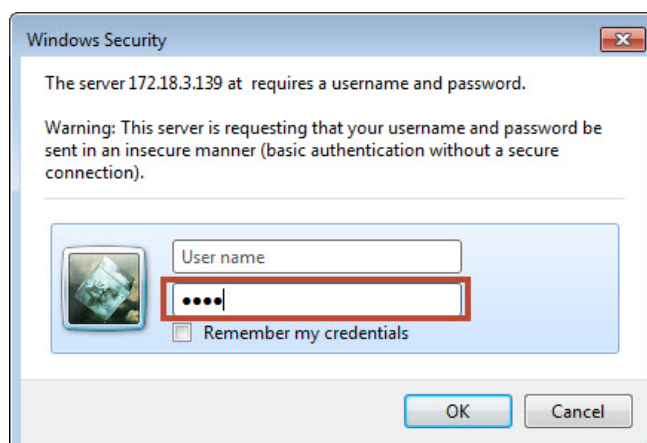 Windows Security
The server 172.18.3.139 at requires a username and password.
Warning: This server is requesting that your username and password be
sent in an insecure manner (basic authentication without a secure
connection).
User name
●●●●
Remember my credentials
OK Cancel